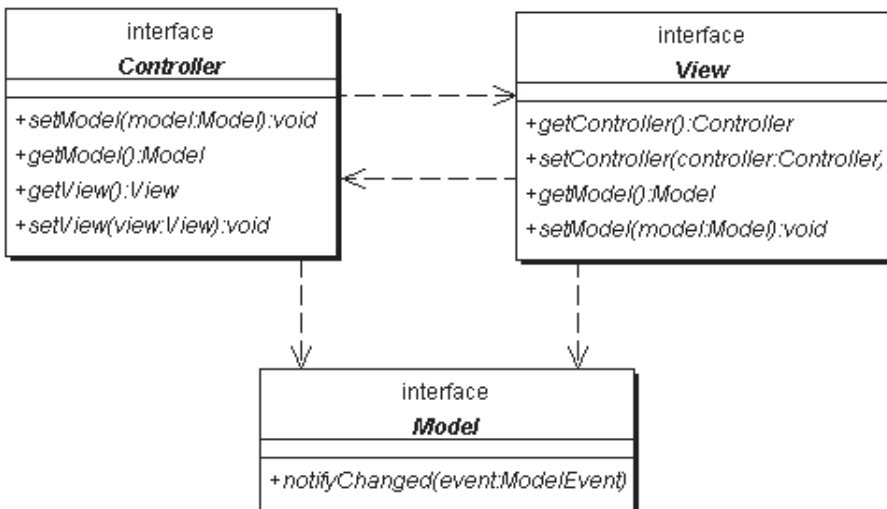 interface
Controller
+setModel(model:Model):void
+getModel():Model
+getView():View
+setView(view:View):void
interface
View
+getController():Controller
+setController(controller:Controller,
+getModel():Model
+setModel(model:Model):void
interface
Model
+notifyChanged(event:ModelEvent)